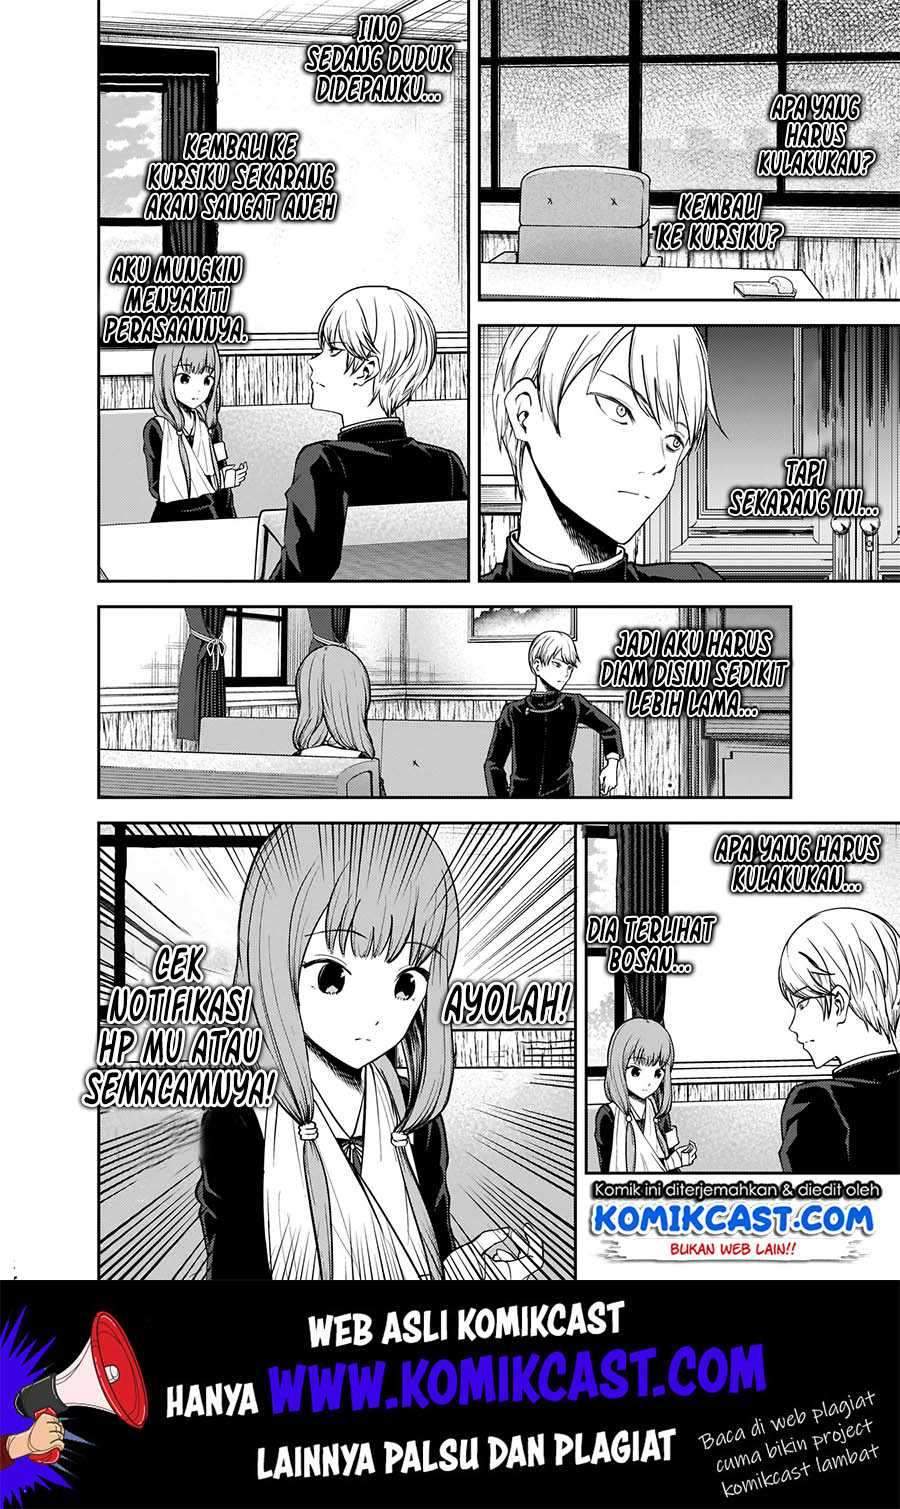 APA YANG
HARUS
KULAKUKAN?
KEMBALI
KE KURSIKU?
TAPI
SEKARANG INI...
IINO
SEDANG DUDUK
DIDEPANKU...
KEMBALI KE
KURSIKU SEKARANG
AKAN SANGAT ANEH
AKU MUNGKIN
MENYAKITI
PERASAANNYA.
JADI AKU HARUS
DIAM DISINI SEDIKIT
LEBIH LAMA...
APA YANG HARUS
KULAKUKAN...
DIA TERLIHAT
BOSAN...
AYOLAH!
CEK
NOTIFIKASI
HP MU ATAU
SEMACAMNYA!
Komik ini diterjemahkan & diedit oleh
KOMIKCAST.COM
BUKAN WEB LAIN!!
WEB ASLI KOMIKCAST
HANYA WWW.KOMIKCAST.COM
LAINNYA PALSU DAN PLAGIAT
Baca di web plagiat
cuma bikin project
komikcast lambat